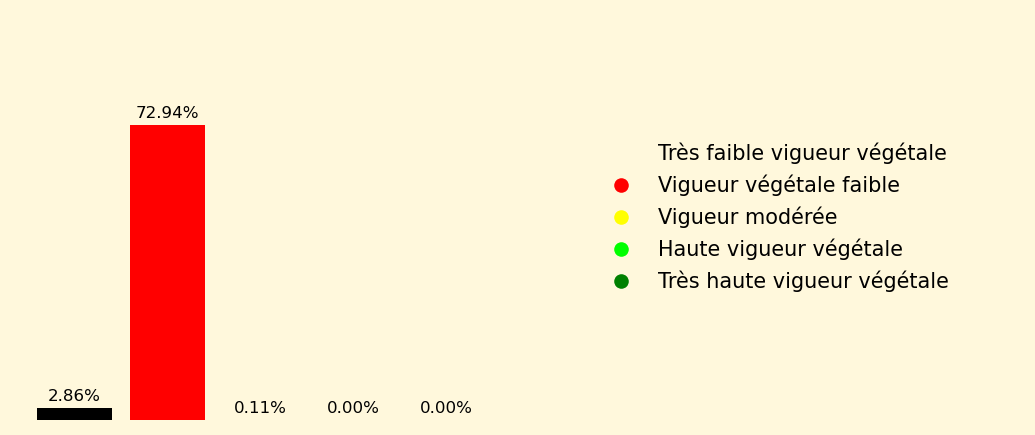 72.94%
2.86%
0.11%
0.00%
0.00%
Très faible vigueur végétale
Vigueur végétale faible
Vigueur modérée
Haute vigueur végétale
Très haute vigueur végétale